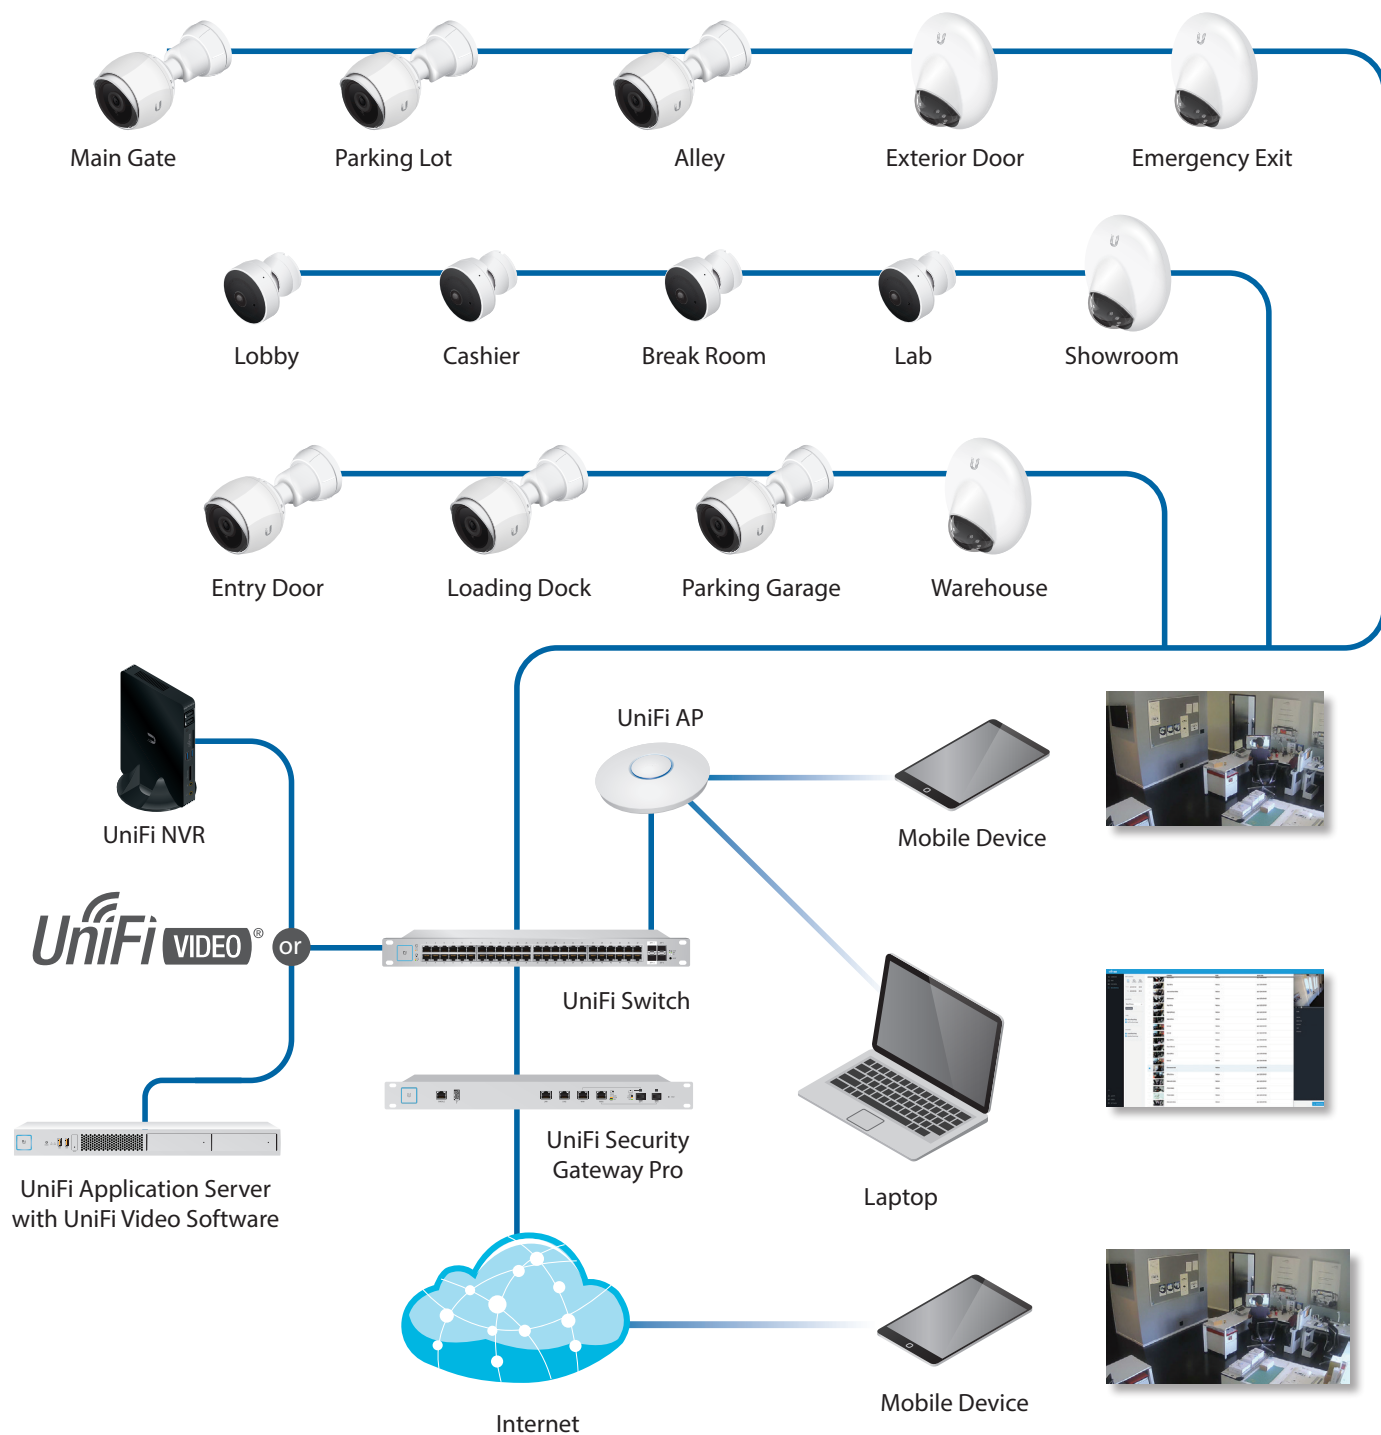 Main Gate
Parking Lot
Alley
Exterior Door
Emergency Exit
Lobby
Cashier
Break Room
Lab
Showroom
Entry Door
Loading Dock
Parking Garage
Warehouse
UniFi AP
UniFi NVR
Mobile Device
UniFi VIDEO®
or
UniFi Switch
UniFi Security
Gateway Pro
UniFi Application Server
with UniFi Video Software
Laptop
Internet
Mobile Device